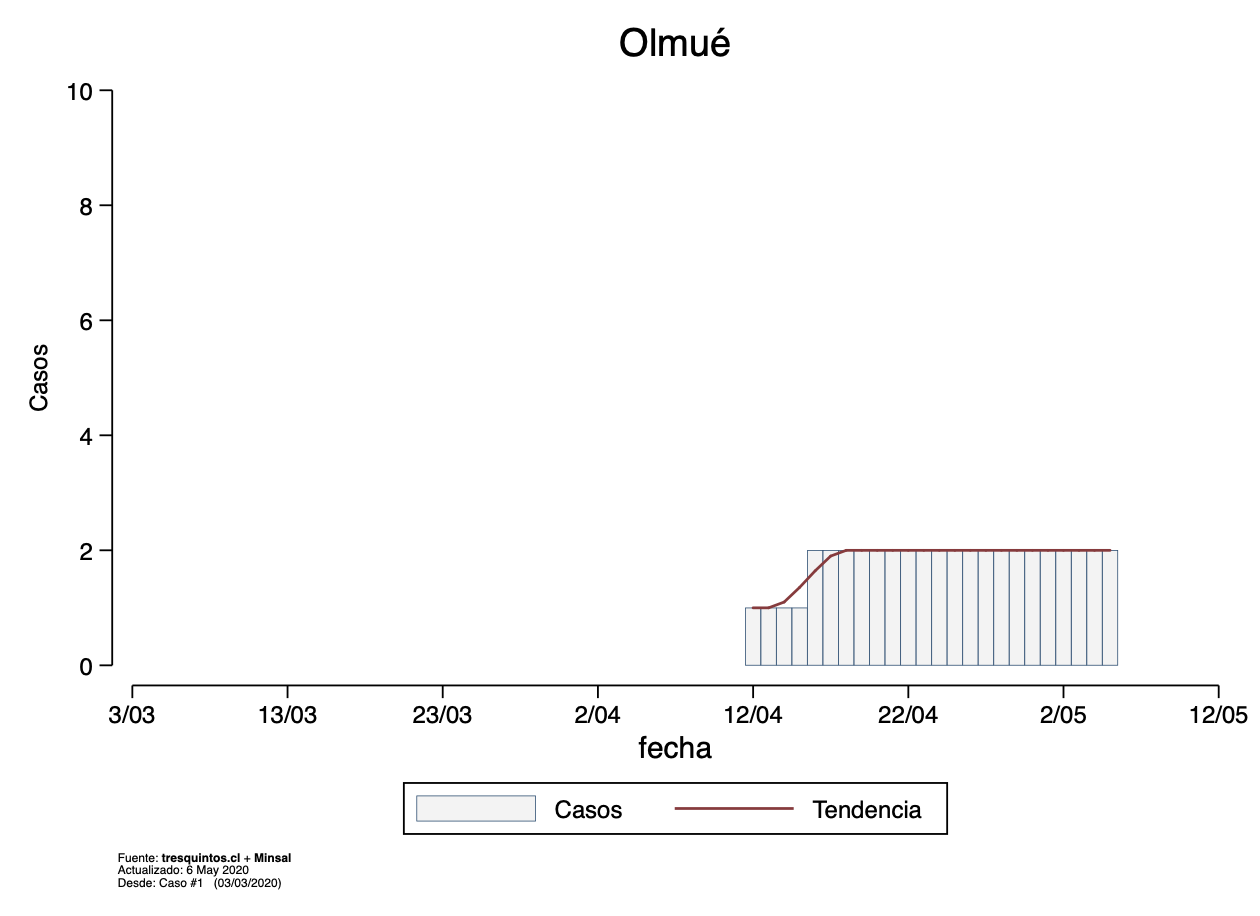 Olmué
10
8
6
4
2
0
Casos
3/03 13/03 23/03 2/04 12/04 22/04 2/05 12/05
fecha
Casos Tendencia
Fuente: tresquintos.cl + Minsal
Actualizado: 6 May 2020
Desde: Caso #1 (03/03/2020)